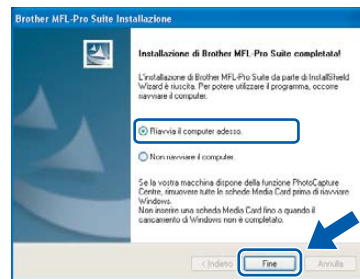 Brother MFL-Pro Suite Installazione
Installazione di Brother MFL-Pro Suite completata!
L'installazione di Brother MFL-Pro Suite da parte di InstallShield
Wizard è riuscita. Per potere utilizzare il programma, occorre
riavviare il computer.
Riavvia il computer adesso.
Non riavviare il computer.
Se la vostra macchina dispone della funzione PhotoCapture
Centre, rimuovere tutte le schede Media Card prima di riavviare
Windows.
Non inserire una scheda Media Card fino a quando il
caricamento di Windows non è completato.
< Indietro
Fine
Annulla